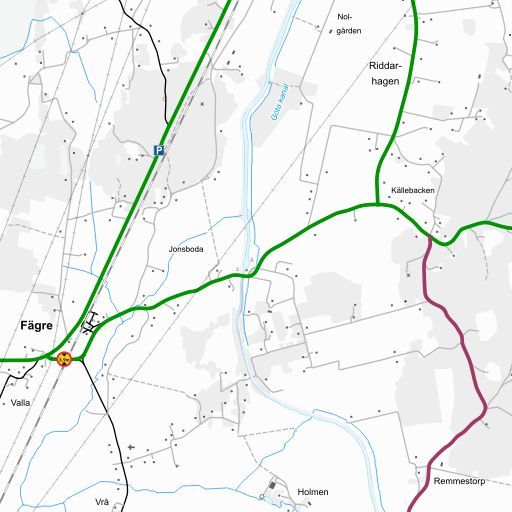 Nol-
gården
Riddar-
hagen
Göta kanal
P
Källebacken
Jonsboda
Fägre
Valla
Remmestorp
Holmen
Vrå